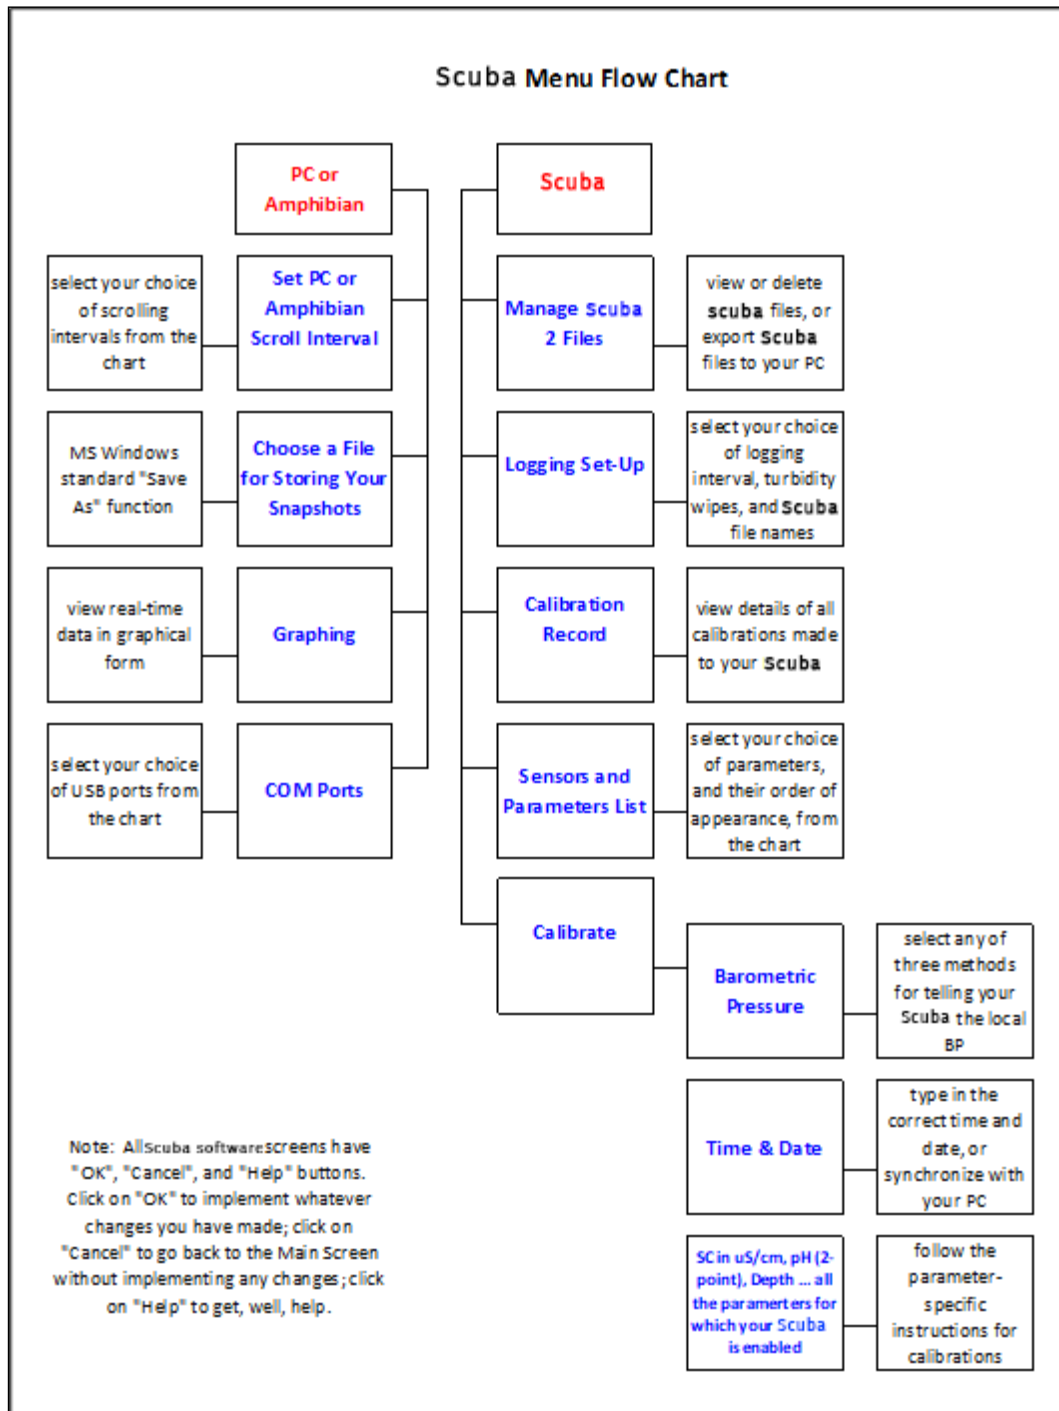 Scuba Menu Flow Chart
PC or
Amphibian
Scuba
select your choice
of scrolling
intervals from the
chart
Set PC or
Amphibian
Scroll Interval
Manage Scuba
2 Files
view or delete
scuba files, or
export Scuba
files to your PC
MS Windows
standard "Save
As" function
Choose a File
for Storing Your
Snapshots
Logging Set-Up
select your choice
of logging
interval, turbidity
wipes, and Scuba
file names
view real-time
data in graphical
form
Graphing
Calibration
Record
view details of all
calibrations made
to your Scuba
select your choice
of USB ports from
the chart
COM Ports
Sensors and
Parameters List
select your choice
of parameters,
and their order of
appearance, from
the chart
Calibrate
Barometric
Pressure
select any of
three methods
for telling your
Scuba the local
BP
Time & Date
type in the
correct time and
date, or
synchronize with
your PC
SC in uS/cm, pH (2-
point), Depth ... all
the paramerters for
which your Scuba
is enabled
follow the
parameter-
specific
instructions for
calibrations
Note: All Scuba software screens have
"OK", "Cancel", and "Help" buttons.
Click on "OK" to implement whatever
changes you have made; click on
"Cancel" to go back to the Main Screen
without implementing any changes; click
on "Help" to get, well, help.